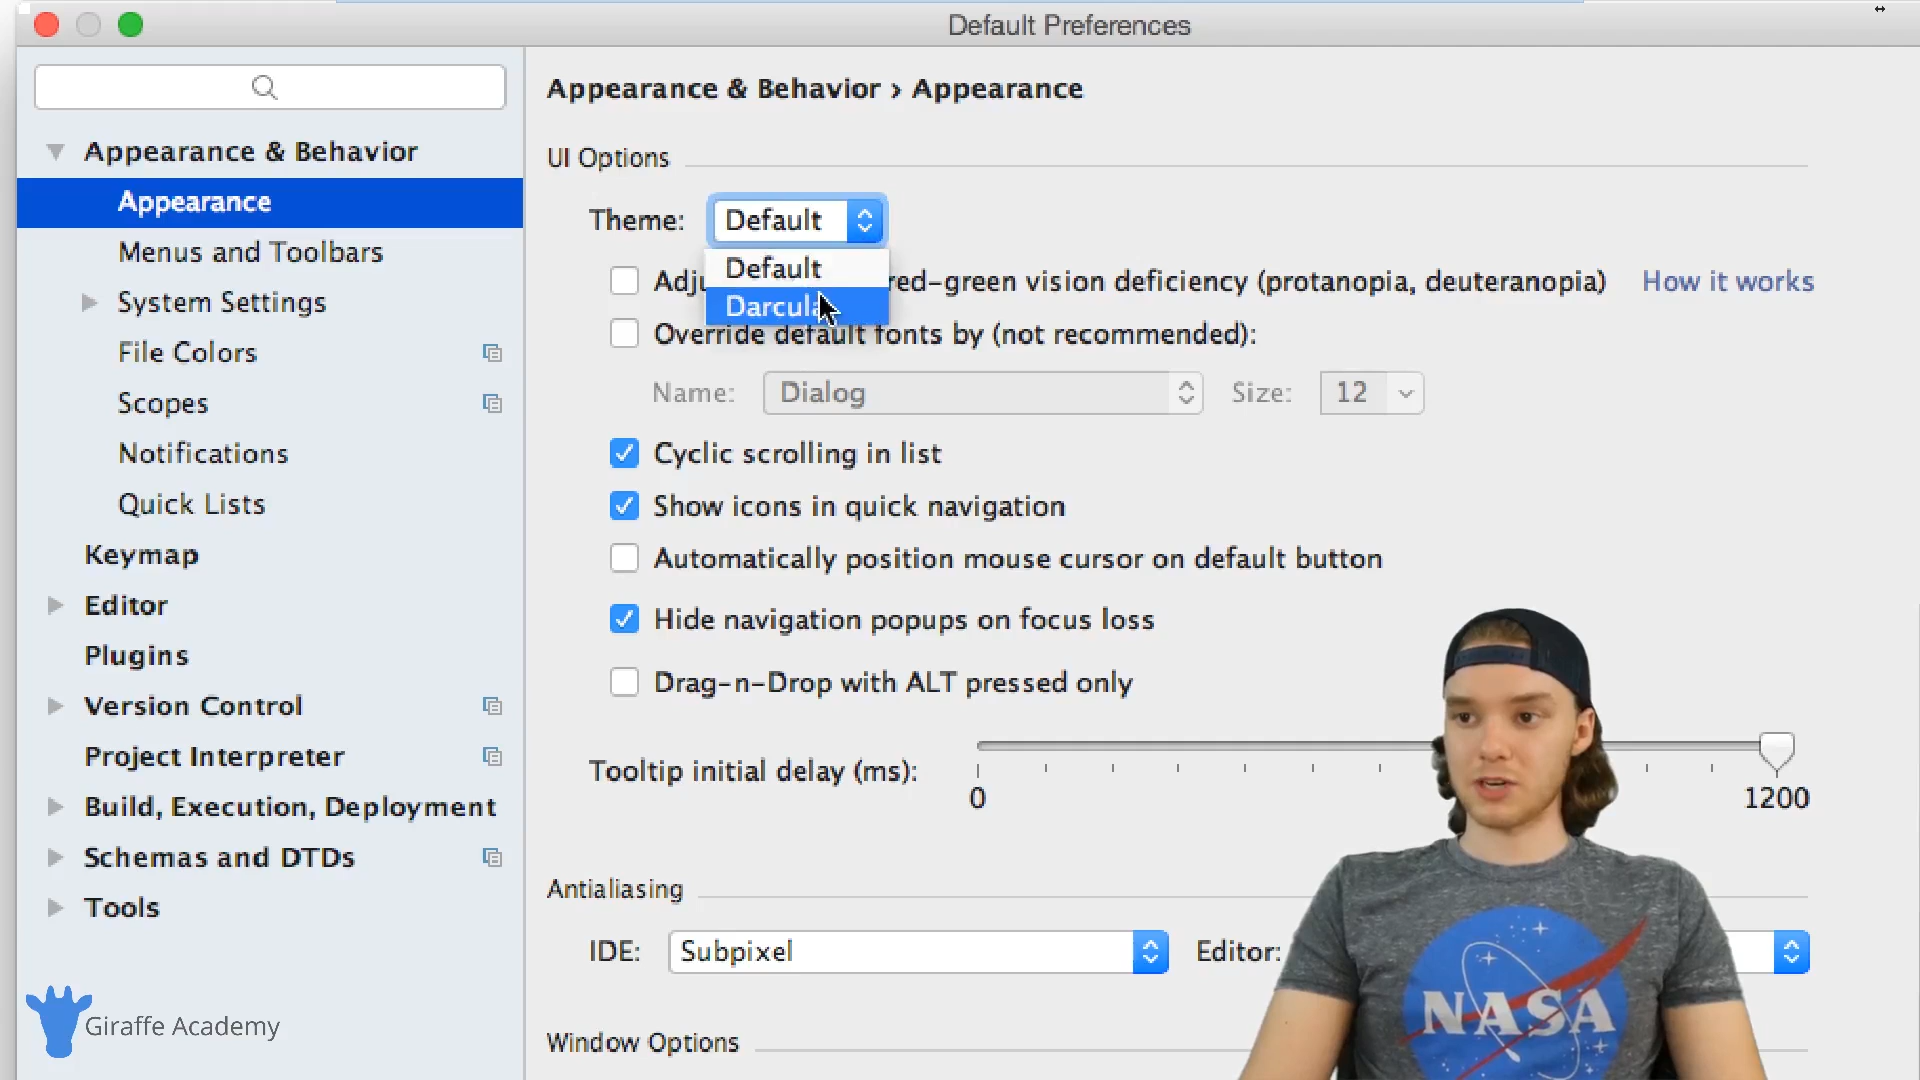 Default Preferences
Appearance & Behavior › Appearance
Appearance & Behavior
Appearance
Menus and Toolbars
System Settings
File Colors
Scopes
Notifications
Quick Lists
Keymap
Editor
Plugins
Version Control
Project Interpreter
Build, Execution, Deployment
Schemas and DTDs
Tools
Giraffe Academy
UI Options
Theme: Default
Default
Darcula
red-green vision deficiency (protanopia, deuteranopia) How it works
Override default fonts by (not recommended):
Name: Dialog Size: 12
Cyclic scrolling in list
Show icons in quick navigation
Automatically position mouse cursor on default button
Hide navigation popups on focus loss
Drag-n-Drop with ALT pressed only
Tooltip initial delay (ms):
0 1200
Antialiasing
IDE: Subpixel Editor:
Window Options
NASA